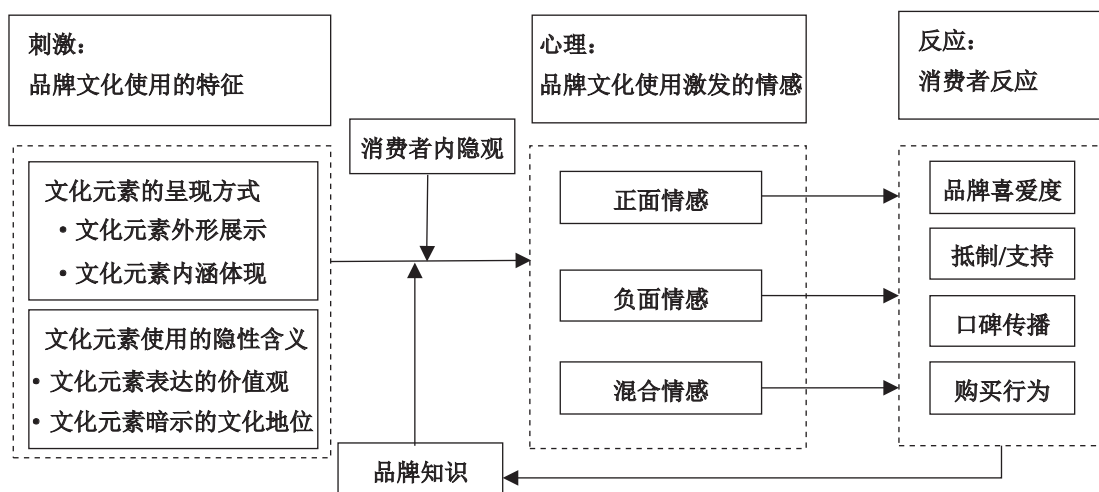 刺激：
品牌文化使用的特征
心理：
品牌文化使用激发的情感
反应：
消费者反应
消费者内隐观
文化元素的呈现方式
• 文化元素外形展示
• 文化元素内涵体现
文化元素使用的隐性含义
• 文化元素表达的价值观
• 文化元素暗示的文化地位
正面情感
负面情感
混合情感
品牌喜爱度
抵制/支持
口碑传播
购买行为
品牌知识